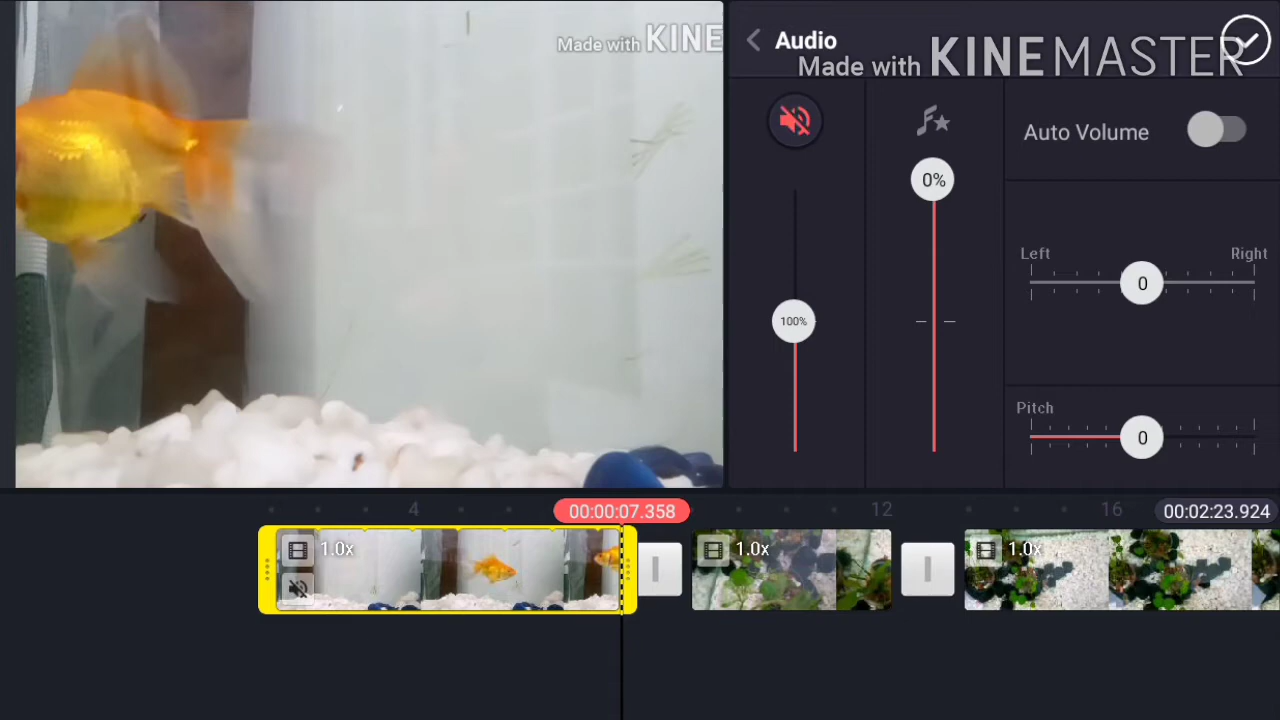 Made with KINE
Audio
Made with KINEMASTER
Auto Volume
0%
Left Right
0
100%
Pitch
0
4 00:00:07.358 12 16 00:02:23.924
1.0x 1.0x 1.0x